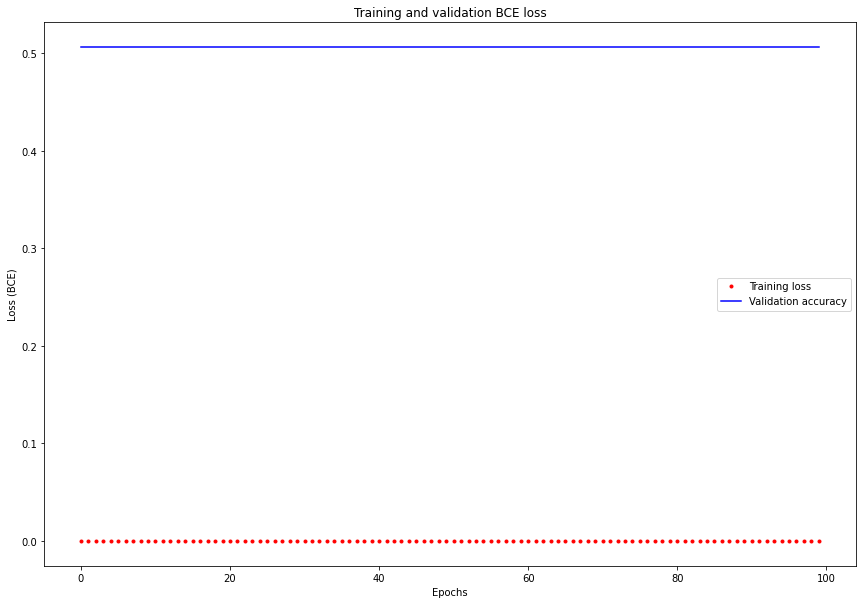 Training and validation BCE loss
0.5
0.4
0.3
0.2
0.1
0.0
Loss (BCE)
Training loss
Validation accuracy
0
20
40
60
80
100
Epochs